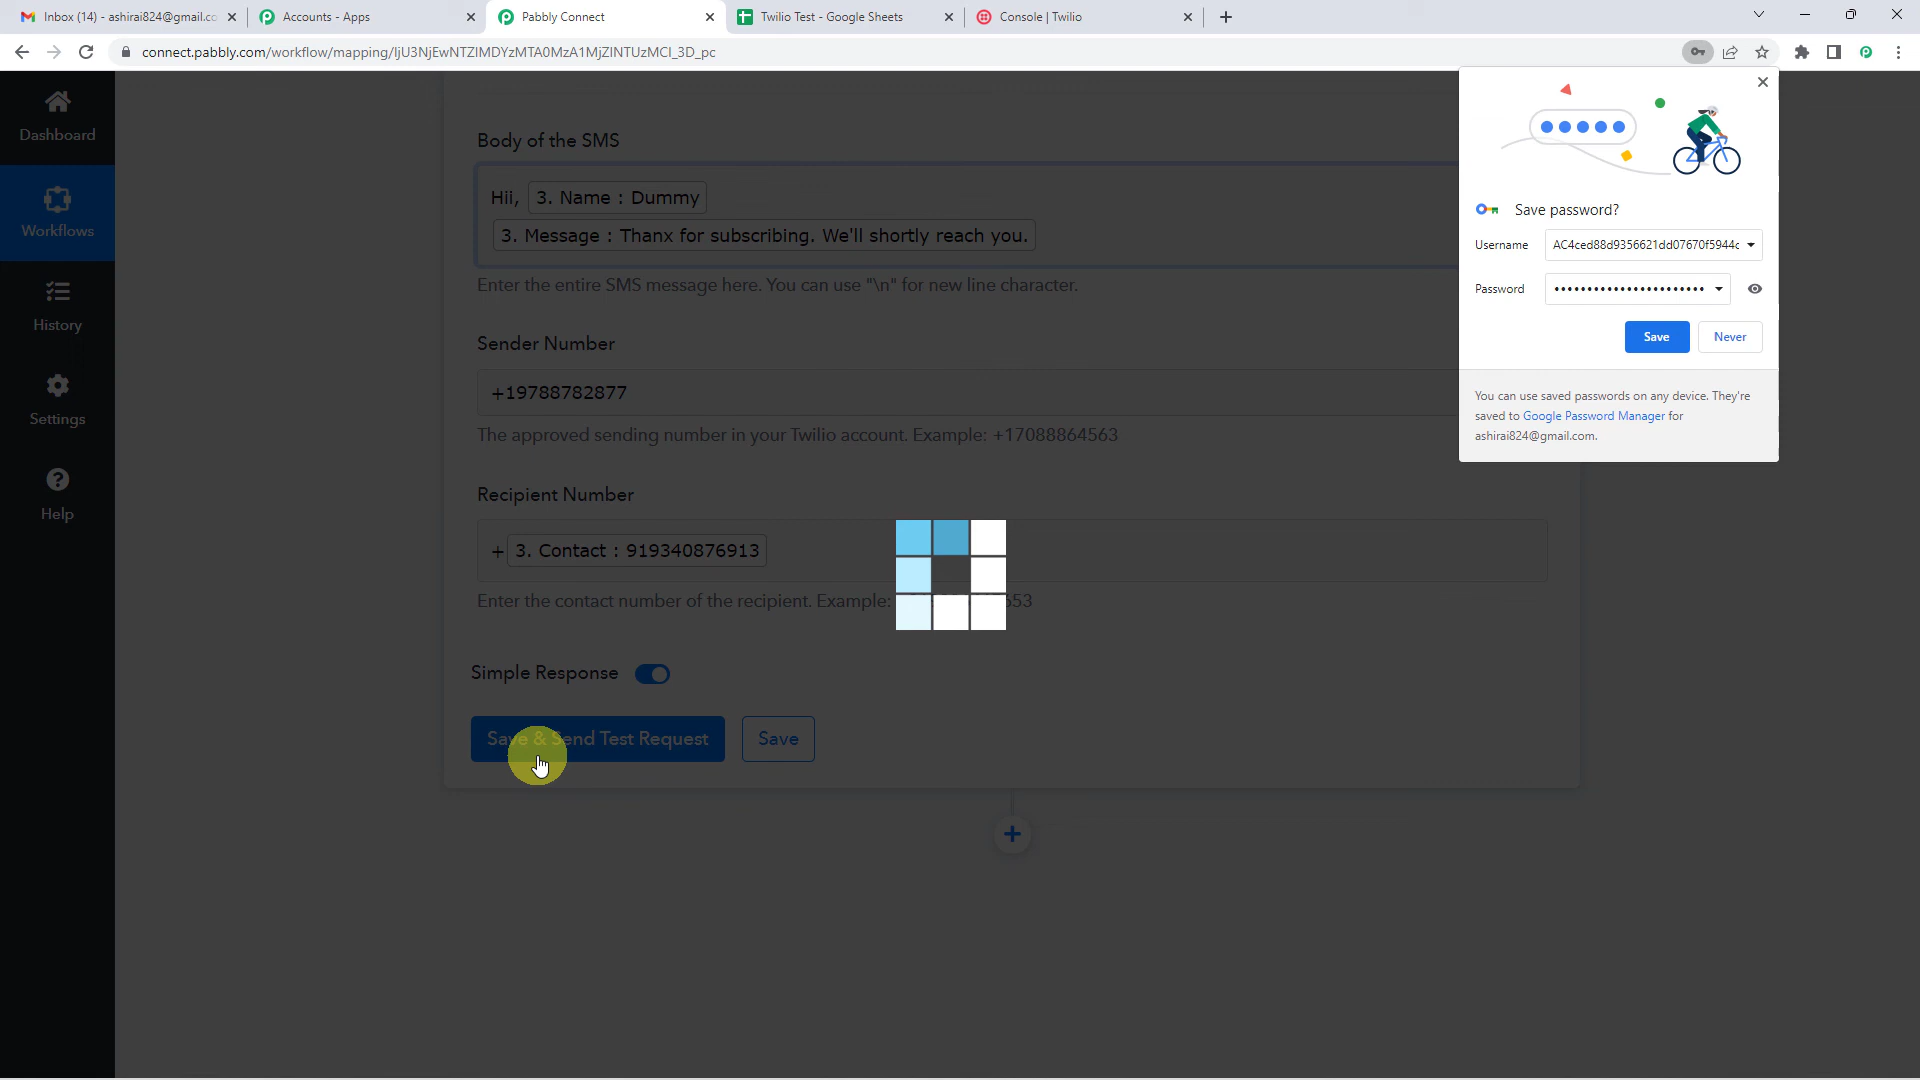 Inbox (14) - ashirai824@gmail.co
Accounts - Apps
Pabbly Connect
Twilio Test - Google Sheets
Console | Twilio
connect.pabbly.com/workflow/mapping/IjU3NjEwNTZlMDYzMTA0MzA1MjZlNTUzMCI_3D_pc
Dashboard
Workflows
History
Settings
Help
Body of the SMS
Hii, 3. Name : Dummy
3. Message : Thanx for subscribing. We'll shortly reach you.
Enter the entire SMS message here. You can use "\n" for new line character.
Sender Number
+19788782877
The approved sending number in your Twilio account. Example: +17088864563
Recipient Number
+ 3. Contact : 919340876913
Enter the contact number of the recipient. Example:
Simple Response
Save & Send Test Request
Save
Save password?
Username
AC4ced88d9356621dd07670f5944c
Password
••••••••••••••••••••••••
Save
Never
You can use saved passwords on any device. They're
saved to Google Password Manager for
ashirai824@gmail.com.